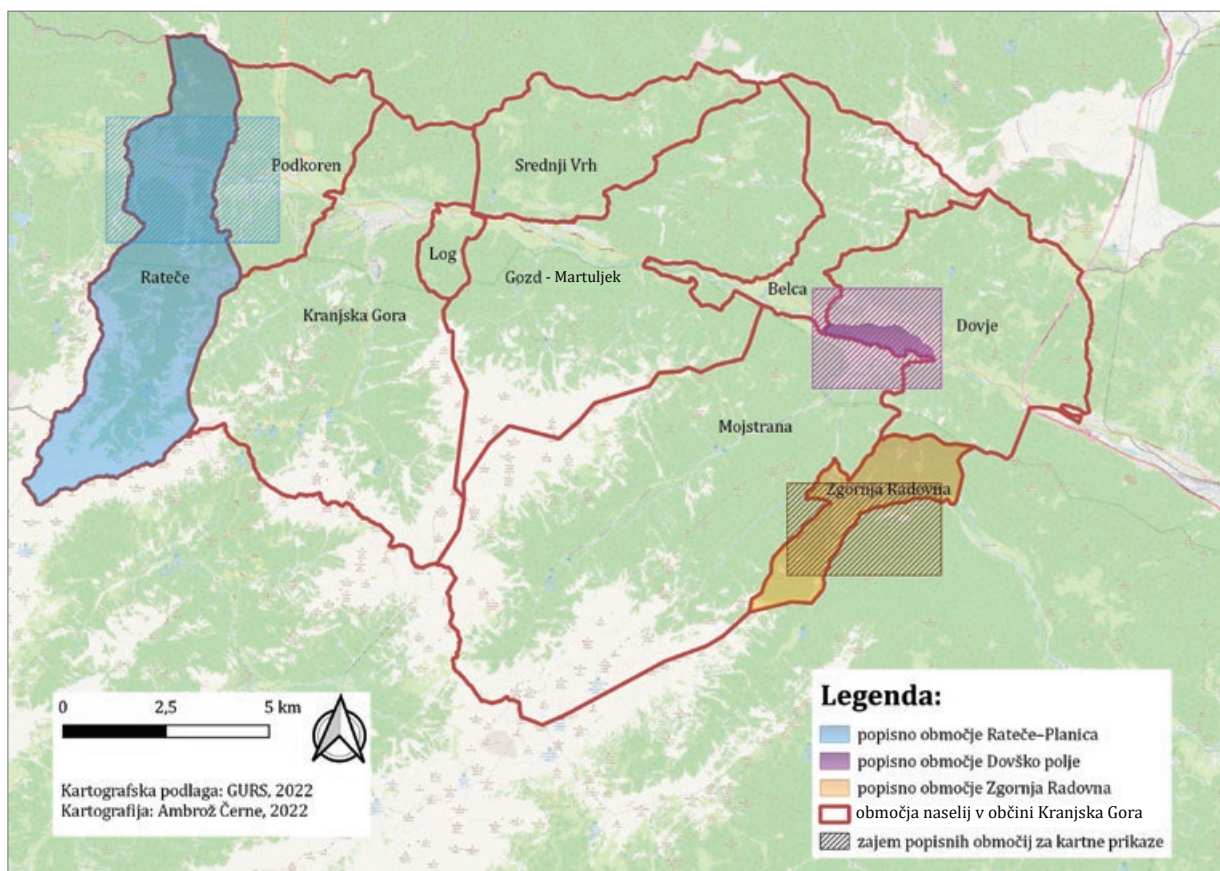 Podkoren
Srednji Vrh
Log
Rateče
Gozd - Martuljek
Belca
Kranjska Gora
Dovje
Mojstrana
Zgornja Radovna
0 2,5 5 km
Kartografska podlaga: GURS, 2022
Kartografija: Ambrož Černe, 2022
Legenda:
popisno območje Rateče–Planica
popisno območje Dovško polje
popisno območje Zgornja Radovna
območja naselij v občini Kranjska Gora
zajem popisnih območij za kartne prikaze